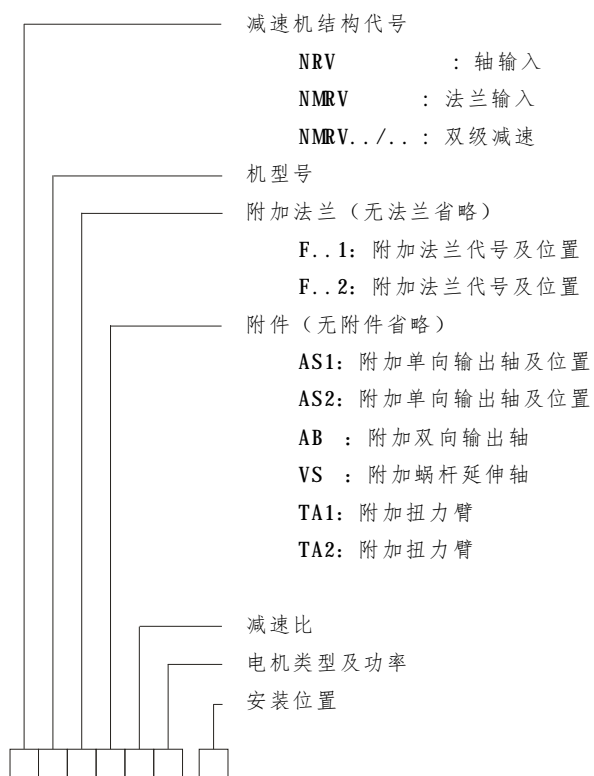 减速机结构代号
NRV : 轴输入
NMRV : 法兰输入
NMRV../.. : 双级减速
机型号
附加法兰（无法兰省略）
F..1: 附加法兰代号及位置
F..2: 附加法兰代号及位置
附件（无附件省略）
AS1: 附加单向输出轴及位置
AS2: 附加单向输出轴及位置
AB : 附加双向输出轴
VS : 附加蜗杆延伸轴
TA1: 附加扭力臂
TA2: 附加扭力臂
减速比
电机类型及功率
安装位置